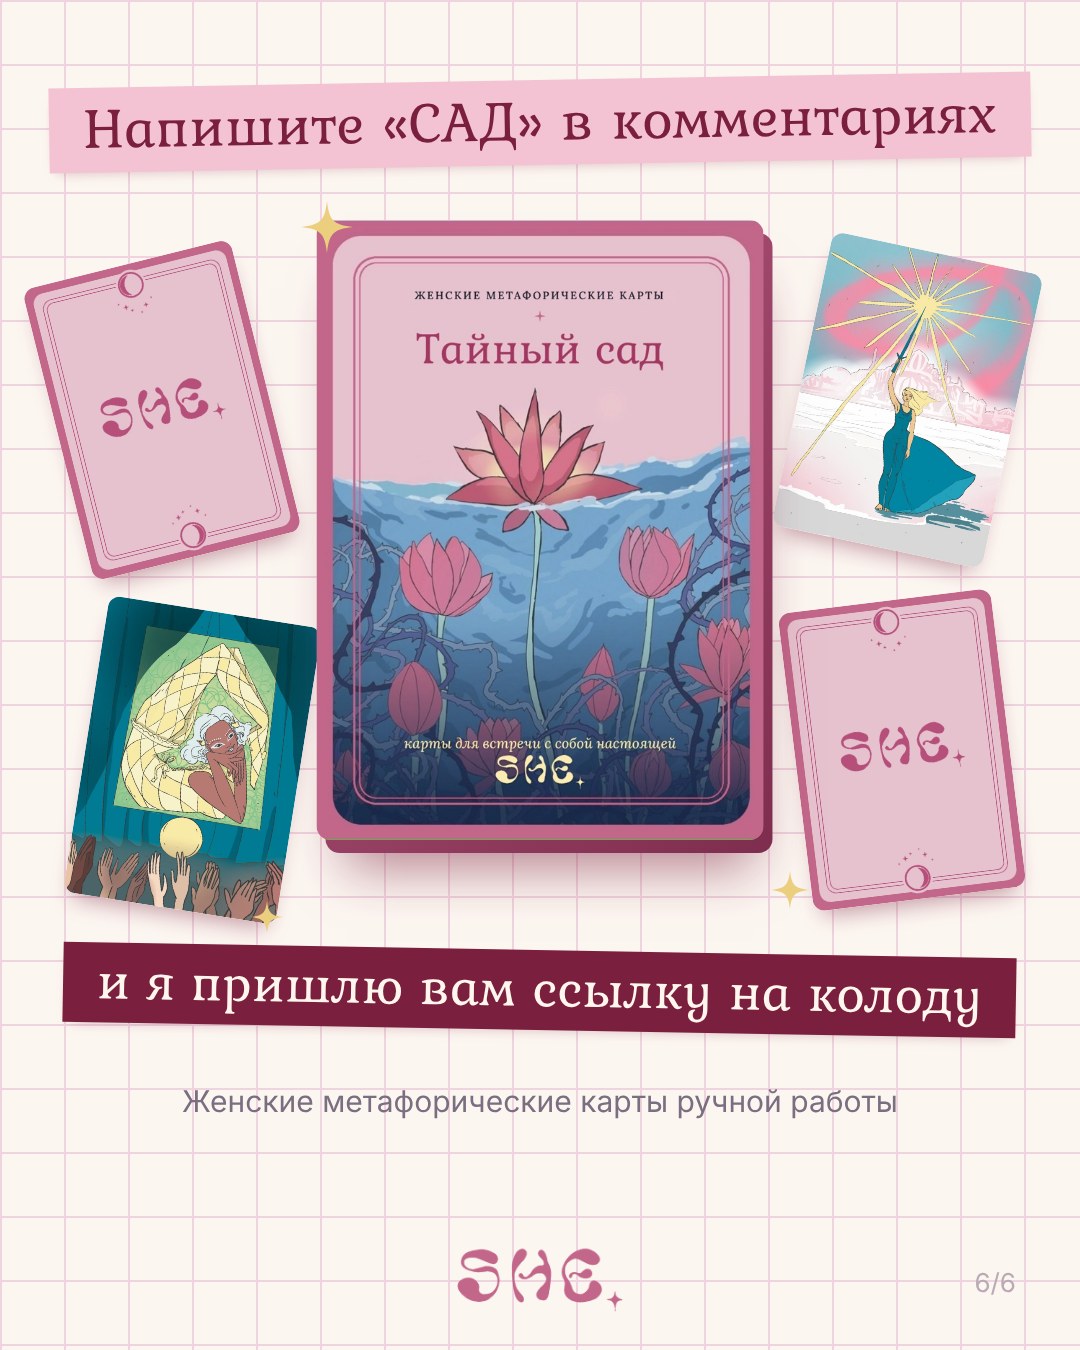 Напишите «САД» в комментариях
ЖЕНСКИЕ МЕТАФОРИЧЕСКИЕ КАРТЫ
Тайный сад
SHE
SHE
карты для встречи с собой настоящей
SHE
и я пришлю вам ссылку на колоду
Женские метафорические карты ручной работы
SHE
6/6